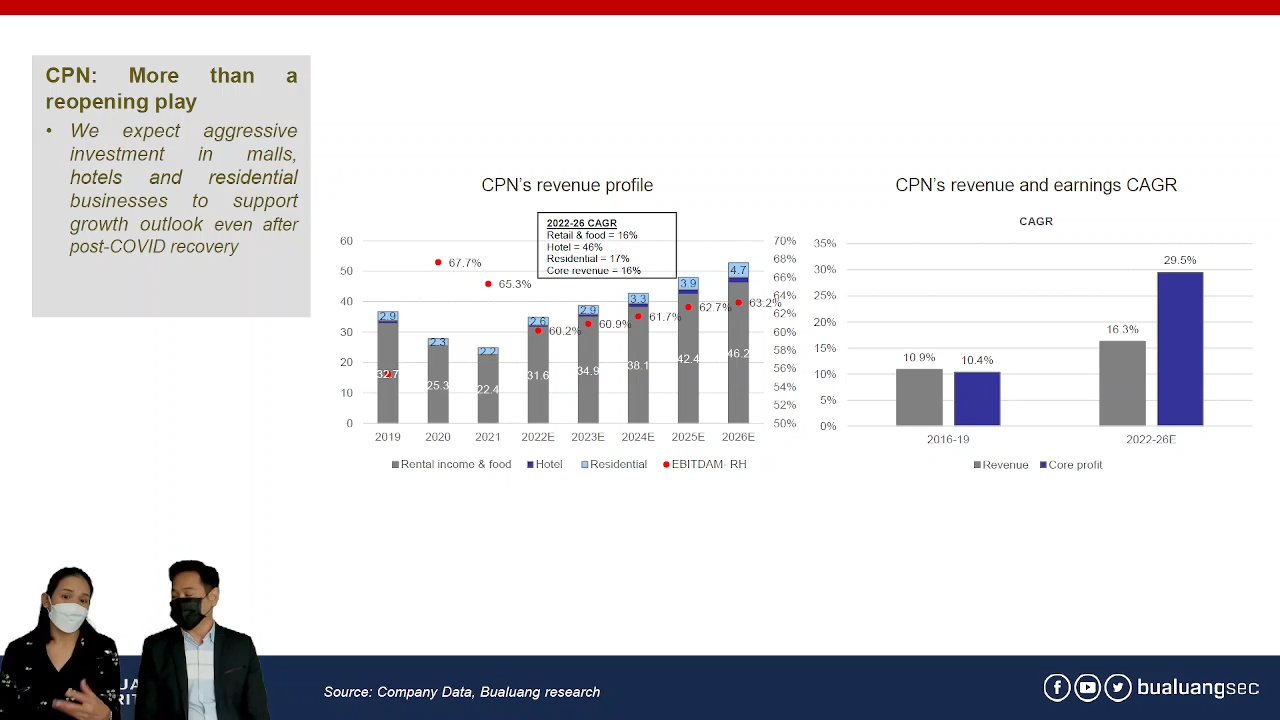 CPN: More than a
reopening play
• We expect aggressive
investment in malls,
hotels and residential
businesses to support
growth outlook even after
post-COVID recovery
CPN's revenue profile
2022-26 CAGR
Retail & food = 16%
Hotel = 46%
Residential = 17%
Core revenue = 16%
60
50
40
30
20
10
0
70%
68%
66%
64%
62%
60%
58%
56%
54%
52%
50%
67.7%
65.3%
60.2%
60.9%
61.7%
62.7%
63.2%
2.9
2.3
2.2
2.6
2.9
3.3
3.9
4.7
32.7
25.3
22.4
31.6
34.9
38.1
42.4
46.2
2019 2020 2021 2022E 2023E 2024E 2025E 2026E
Rental income & food Hotel Residential EBITDAM- RH
CPN's revenue and earnings CAGR
CAGR
35%
30%
25%
20%
15%
10%
5%
0%
10.9% 10.4%
16.3% 29.5%
2016-19 2022-26E
Revenue Core profit
Source: Company Data, Bualuang research
bualuangsec